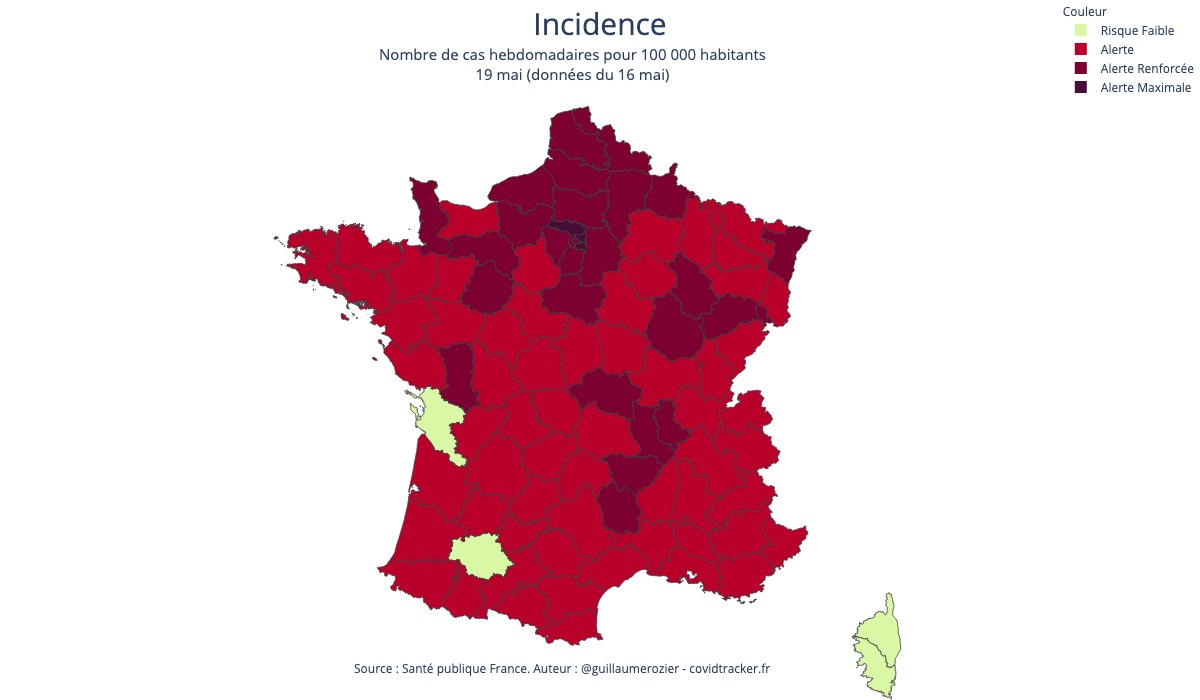 Incidence
Nombre de cas hebdomadaires pour 100 000 habitants
19 mai (données du 16 mai)
Couleur
Risque Faible
Alerte
Alerte Renforcée
Alerte Maximale
Source : Santé publique France. Auteur : @guillaumerozier - covidtracker.fr